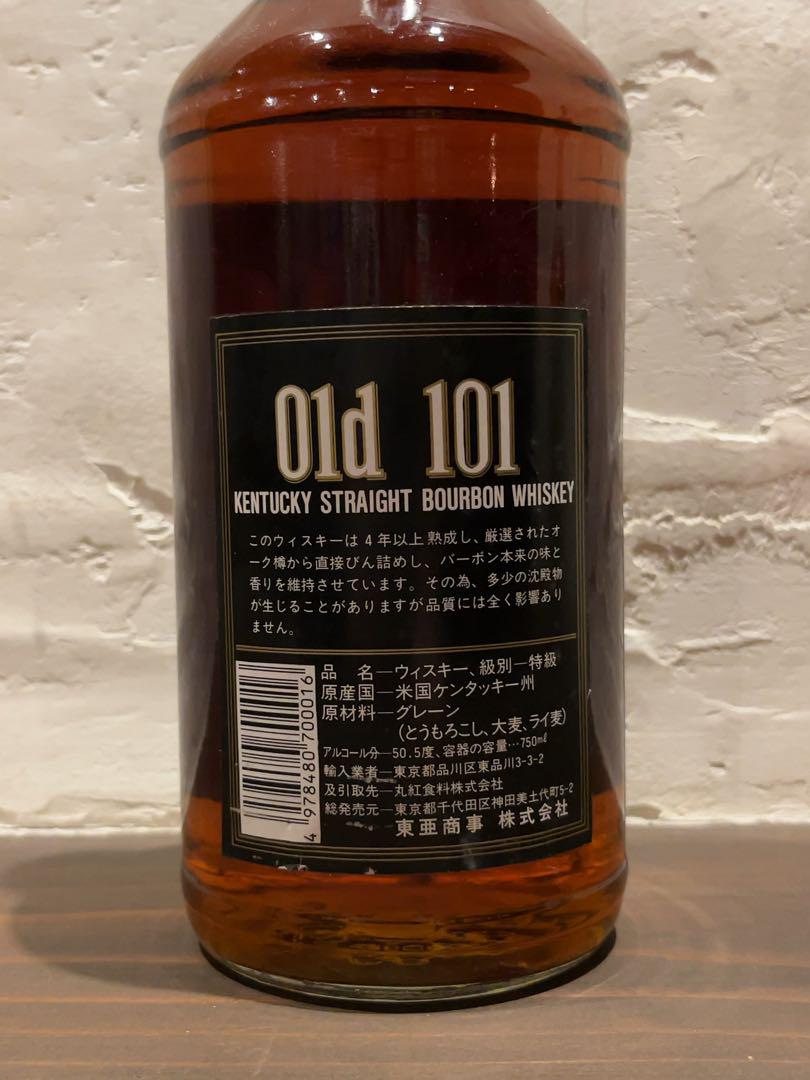 Old 101
KENTUCKY STRAIGHT BOURBON WHISKEY
このウィスキーは4年以上熟成し、厳選されたオ
ーク樽から直接びん詰めし、バーボン本来の味と
香りを維持させています。その為、多少の沈殿物
が生じることがありますが品質には全く影響あり
ません。
品 名―ウィスキー、級別―特級
原産国―米国ケンタッキー州
原材料―グレーン
(とうもろこし、大麦、ライ麦)
アルコール分―50.5度、容器の容量…750mℓ
輸入業者―東京都品川区東品川3-3-2
及引取先―丸紅食料株式会社
総発売元―東京都千代田区神田美土代町5-2
東亜商事 株式会社
4 978480 700016